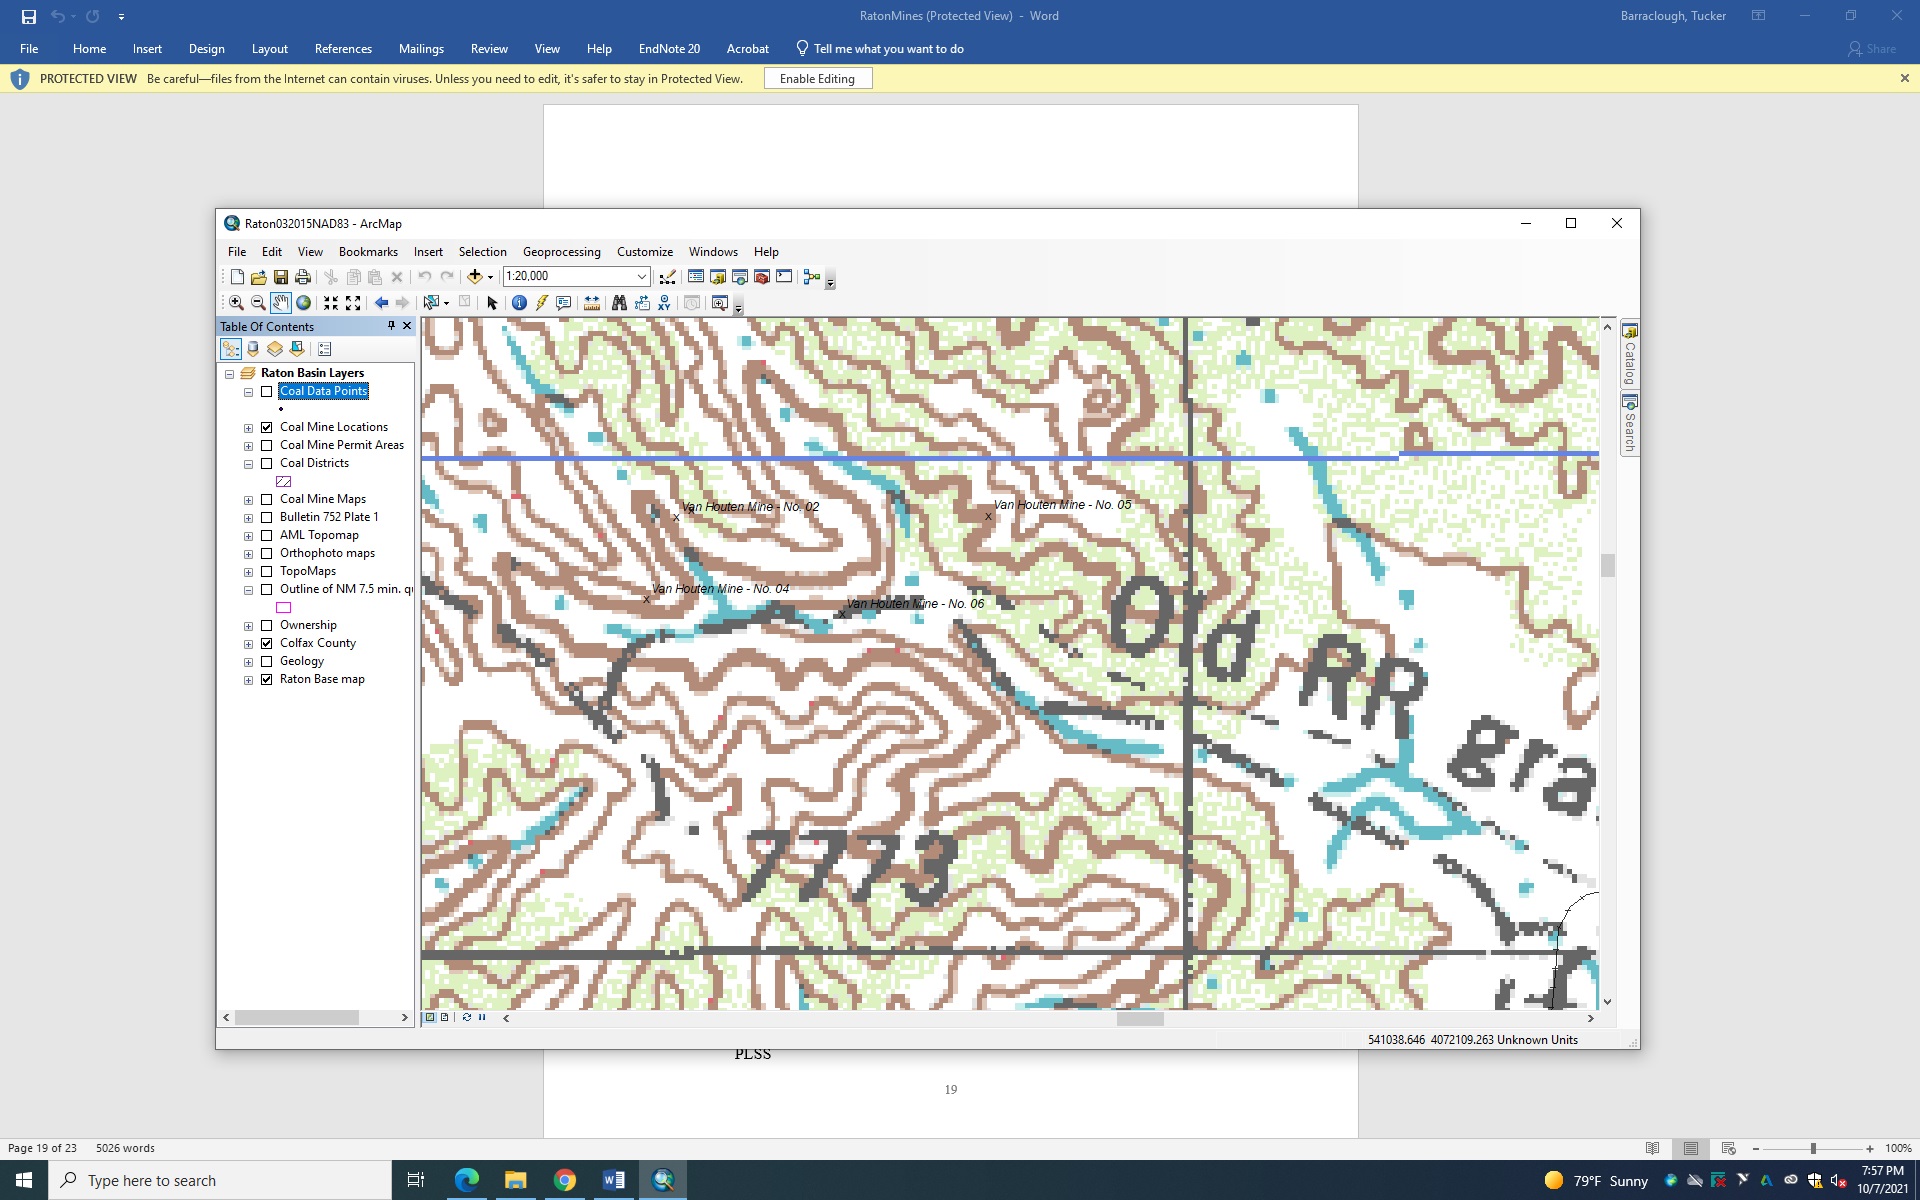 RatonMines (Protected View) - Word
Barraclough, Tucker
File Home Insert Design Layout References Mailings Review View Help EndNote 20 Acrobat Tell me what you want to do Share
PROTECTED VIEW Be careful—files from the Internet can contain viruses. Unless you need to edit, it's safer to stay in Protected View. Enable Editing
Raton032015NAD83 - ArcMap
File Edit View Bookmarks Insert Selection Geoprocessing Customize Windows Help
1:20,000
Table Of Contents
Raton Basin Layers
Coal Data Points
Coal Mine Locations
Coal Mine Permit Areas
Coal Districts
Coal Mine Maps
Bulletin 752 Plate 1
AML Topomap
Orthophoto maps
TopoMaps
Outline of NM 7.5 min. q
Ownership
Colfax County
Geology
Raton Base map
Catalog
Search
Van Houten Mine - No. 02
Van Houten Mine - No. 05
Van Houten Mine - No. 04
Van Houten Mine - No. 06
Old RR Gra
7773
541038.646 4072109.263 Unknown Units
PLSS
19
Page 19 of 23 5026 words
100%
Type here to search
79°F Sunny
7:57 PM
10/7/2021